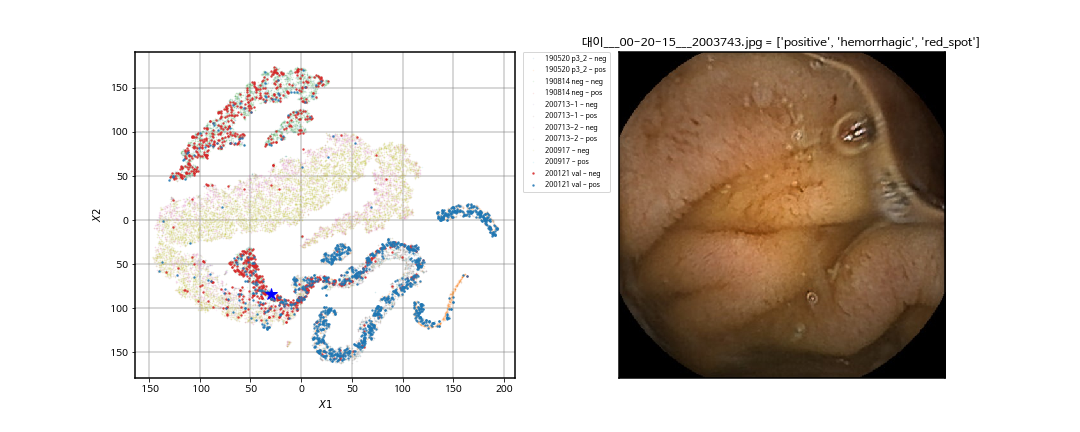 대이___00-20-15___2003743.jpg = ['positive', 'hemorrhagic', 'red_spot']
190520 p3_2 − neg
190520 p3_2 − pos
190814 neg − neg
190814 neg − pos
200713−1 − neg
200713−1 − pos
200713−2 − neg
200713−2 − pos
200917 − neg
200917 − pos
200121 val − neg
200121 val − pos
X2
150
100
50
0
50
100
150
150
100
50
0
50
100
150
200
X1